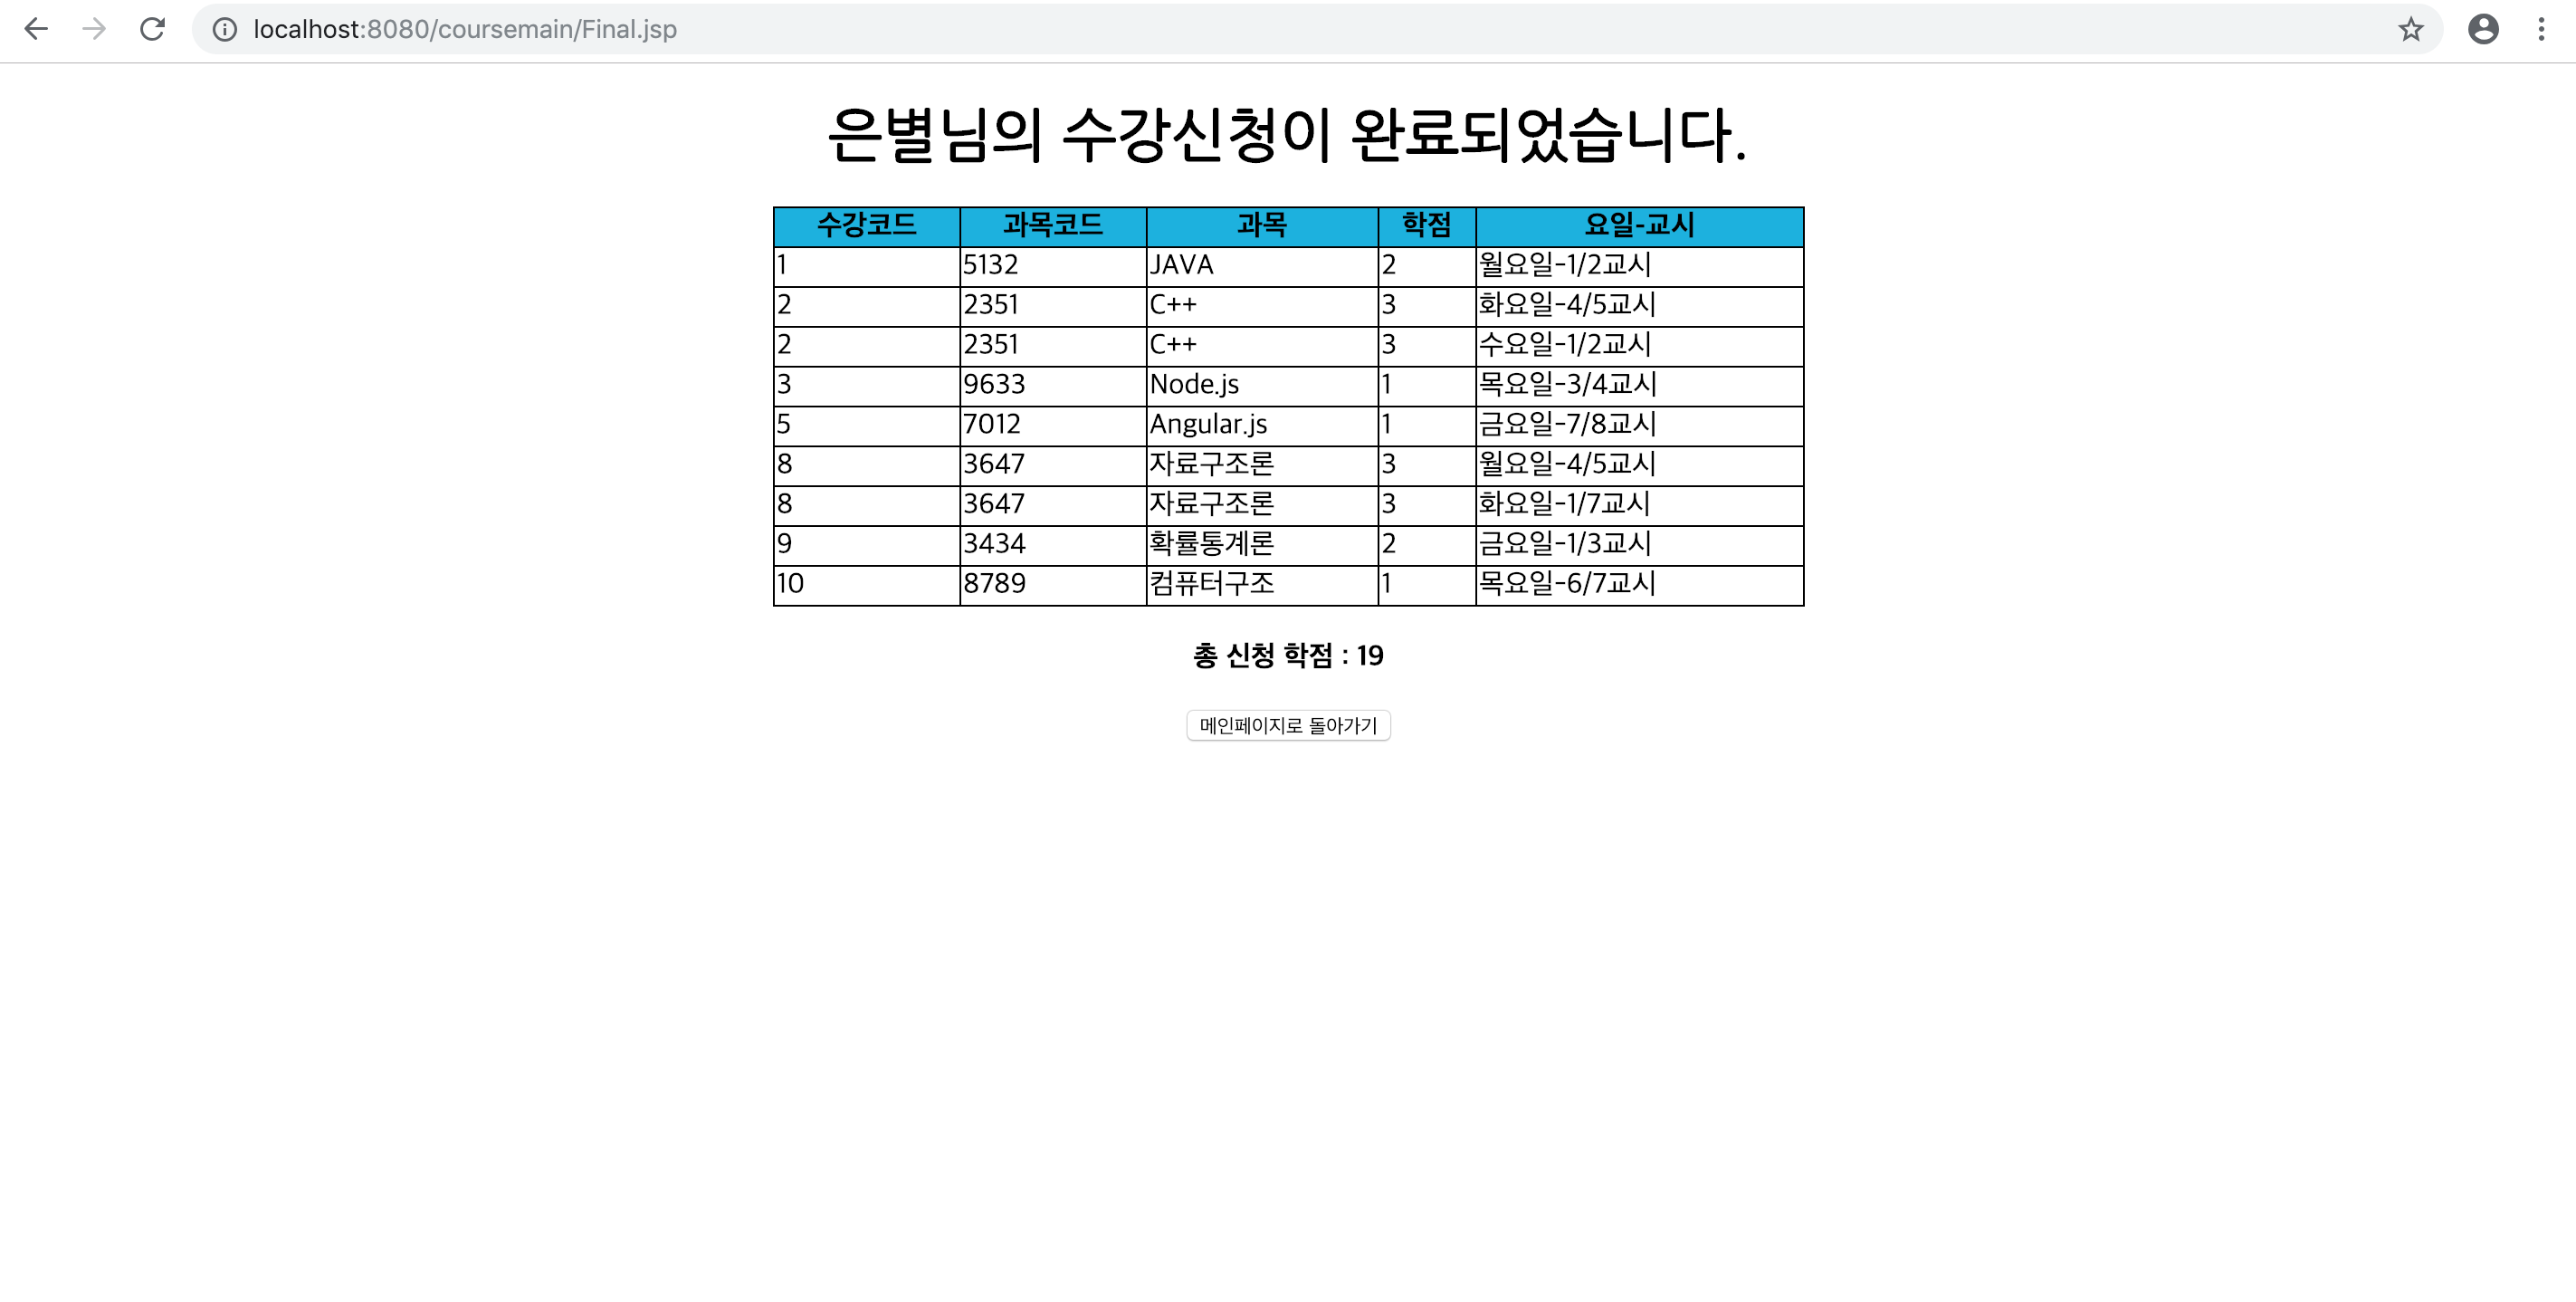 localhost:8080/coursemain/Final.jsp
은별님의 수강신청이 완료되었습니다.
수강코드 과목코드 과목 학점 요일-교시
1 5132 JAVA 2 월요일-1/2교시
2 2351 C++ 3 화요일-4/5교시
2 2351 C++ 3 수요일-1/2교시
3 9633 Node.js 1 목요일-3/4교시
5 7012 Angular.js 1 금요일-7/8교시
8 3647 자료구조론 3 월요일-4/5교시
8 3647 자료구조론 3 화요일-1/7교시
9 3434 확률통계론 2 금요일-1/3교시
10 8789 컴퓨터구조 1 목요일-6/7교시
총 신청 학점 : 19
메인페이지로 돌아가기